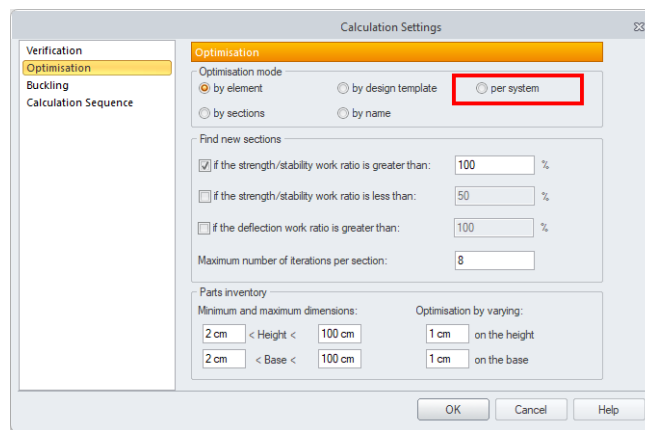 Calculation Settings
Verification
Optimisation
Buckling
Calculation Sequence
Optimisation
Optimisation mode
by element by design template per system
by sections by name
Find new sections
if the strength/stability work ratio is greater than: 100 %
if the strength/stability work ratio is less than: 50 %
if the deflection work ratio is greater than: 100 %
Maximum number of iterations per section: 8
Parts inventory
Minimum and maximum dimensions: Optimisation by varying:
2 cm < Height < 100 cm 1 cm on the height
2 cm < Base < 100 cm 1 cm on the base
OK Cancel Help